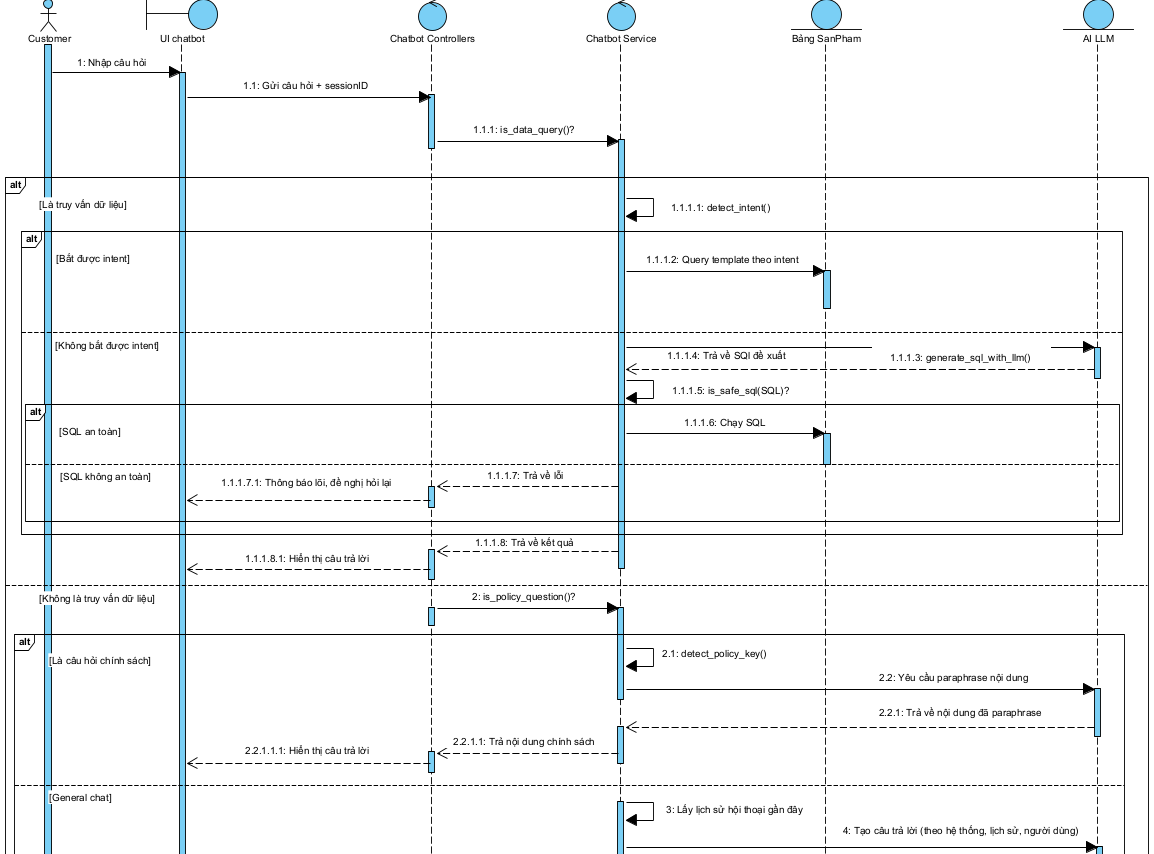 Customer
UI chatbot
Chatbot Controllers
Chatbot Service
Bảng SanPham
AI LLM
1: Nhập câu hỏi
1.1: Gửi câu hỏi + sessionID
1.1.1: is_data_query()?
alt
[Là truy vấn dữ liệu]
1.1.1.1: detect_intent()
alt
[Bắt được intent]
1.1.1.2: Query template theo intent
[Không bắt được intent]
1.1.1.4: Trả về SQl đề xuất
1.1.1.3: generate_sql_with_llm()
1.1.1.5: is_safe_sql(SQL)?
alt
[SQL an toàn]
1.1.1.6: Chạy SQL
[SQL không an toàn]
1.1.1.7: Trả về lỗi
1.1.1.7.1: Thông báo lõi, đề nghị hỏi lại
1.1.1.8: Trả về kết quả
1.1.1.8.1: Hiển thị câu trả lời
[Không là truy vấn dữ liệu]
2: is_policy_question()?
alt
[Là câu hỏi chính sách]
2.1: detect_policy_key()
2.2: Yêu cầu paraphrase nội dung
2.2.1: Trả về nội dung đã paraphrase
2.2.1.1: Trả nội dung chính sách
2.2.1.1.1: Hiển thị câu trả lời
[General chat]
3: Lấy lịch sử hội thoại gần đây
4: Tạo câu trả lời (theo hệ thống, lịch sử, người dùng)